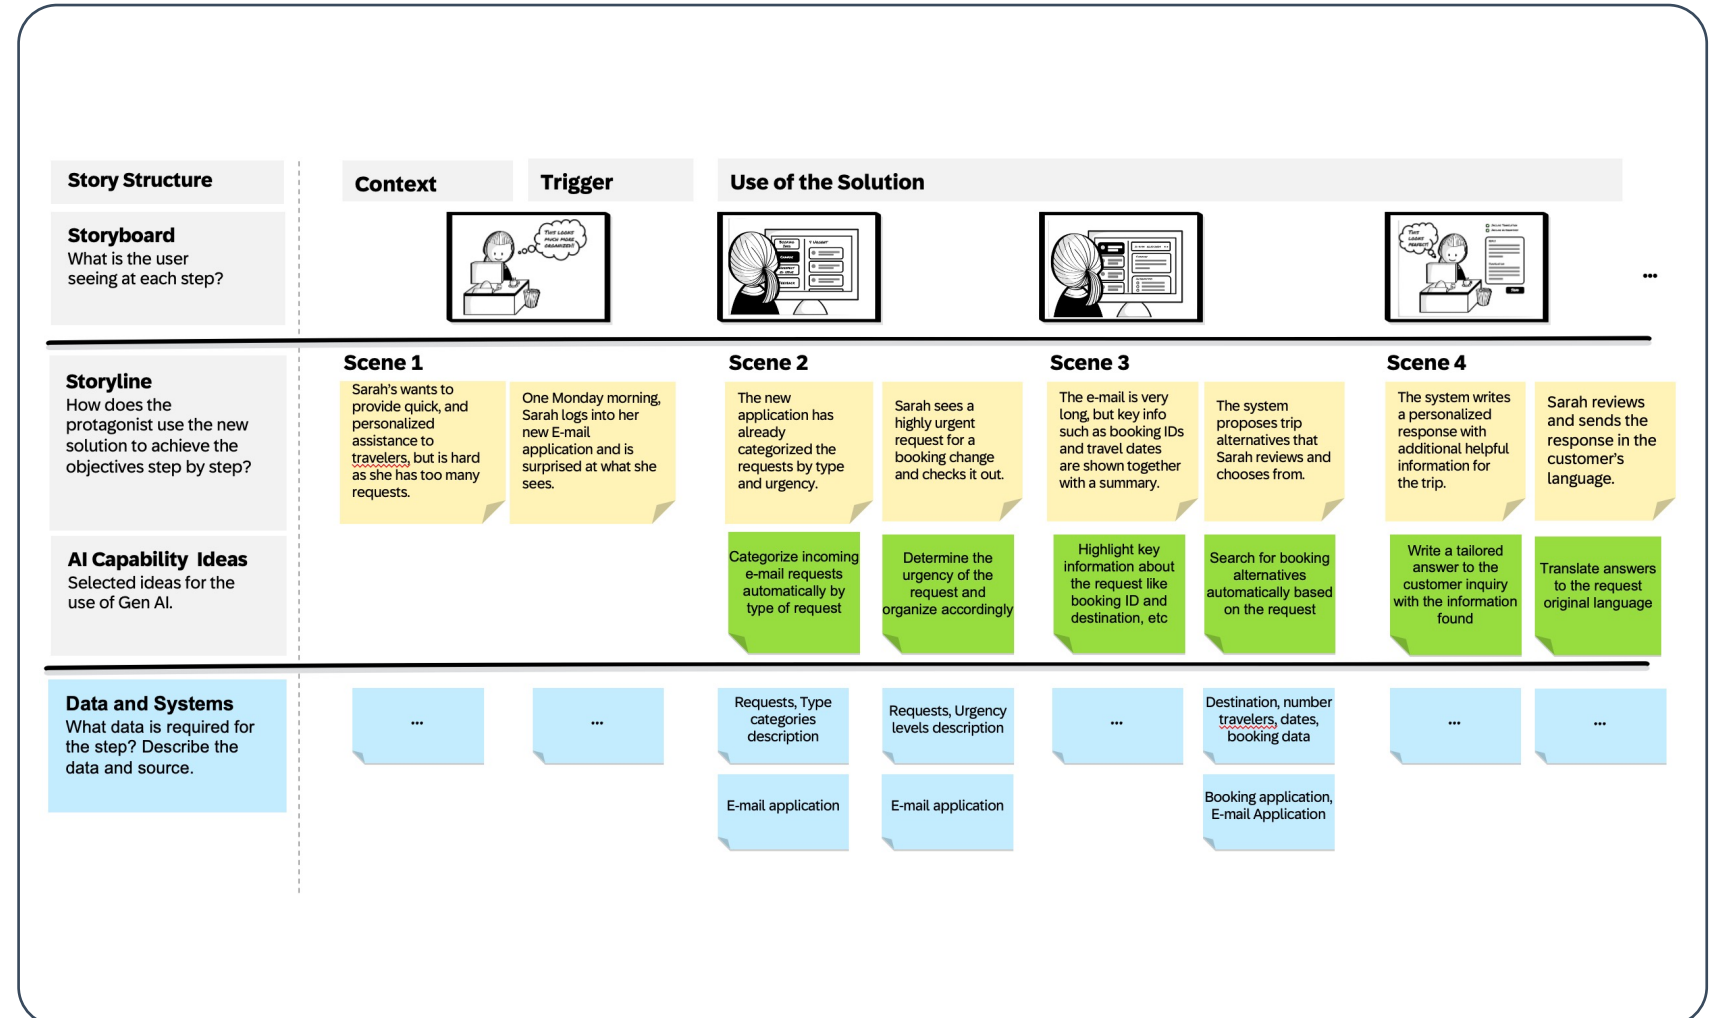 Story Structure
Context
Trigger
Use of the Solution
Storyboard
What is the user
seeing at each step?
THIS LOOKS
MUCH MORE
ORGANIZED!
URGENT
CHANGE
THIS
LOOKS
PERFECT!
...
Storyline
How does the
protagonist use the new
solution to achieve the
objectives step by step?
Scene 1
Sarah's wants to
provide quick, and
personalized
assistance to
travelers, but is hard
as she has too many
requests.
One Monday morning,
Sarah logs into her
new E-mail
application and is
surprised at what she
sees.
Scene 2
The new
application has
already
categorized the
requests by type
and urgency.
Sarah sees a
highly urgent
request for a
booking change
and checks it out.
Scene 3
The e-mail is very
long, but key info
such as booking IDs
and travel dates
are shown together
with a summary.
The system
proposes trip
alternatives that
Sarah reviews and
chooses from.
Scene 4
The system writes
a personalized
response with
additional helpful
information for
the trip.
Sarah reviews
and sends the
response in the
customer's
language.
AI Capability Ideas
Selected ideas for the
use of Gen AI.
Categorize incoming
e-mail requests
automatically by
type of request
Determine the
urgency of the
request and
organize accordingly
Highlight key
information about
the request like
booking ID and
destination, etc
Search for booking
alternatives
automatically based
on the request
Write a tailored
answer to the
customer inquiry
with the information
found
Translate answers
to the request
original language
Data and Systems
What data is required for
the step? Describe the
data and source.
...
...
Requests, Type
categories
description
E-mail application
Requests, Urgency
levels description
E-mail application
...
Destination, number
travelers, dates,
booking data
Booking application,
E-mail Application
...
...